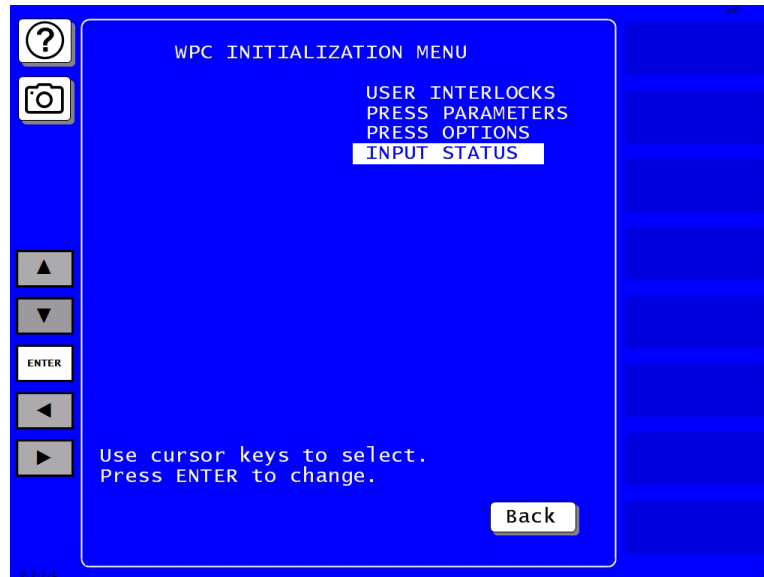 ?
WPC INITIALIZATION MENU
USER INTERLOCKS
PRESS PARAMETERS
PRESS OPTIONS
INPUT STATUS
ENTER
Use cursor keys to select.
Press ENTER to change.
Back